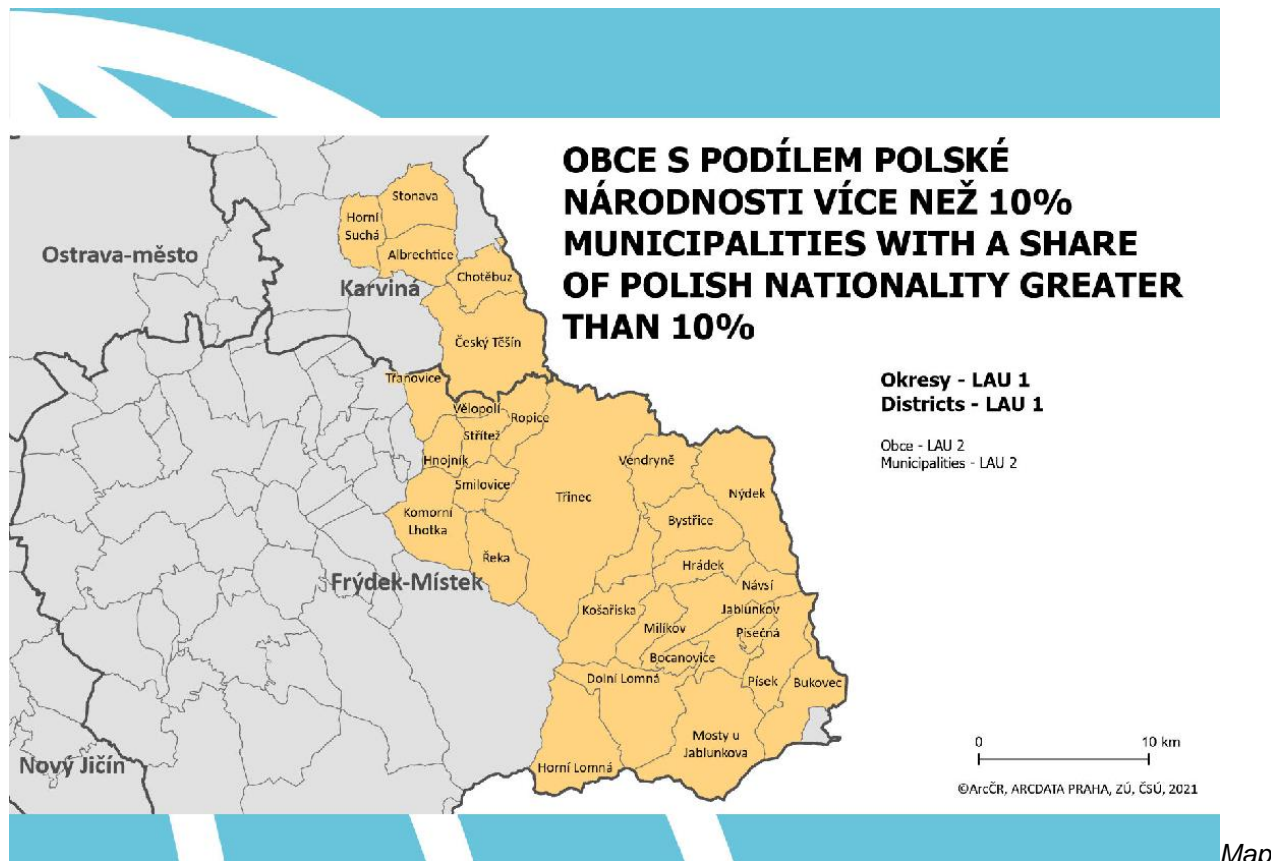 OBCE S PODÍLEM POLSKÉ
NÁRODNOSTI VÍCE NEŽ 10%
MUNICIPALITIES WITH A SHARE
OF POLISH NATIONALITY GREATER
THAN 10%
Okresy - LAU 1
Districts - LAU 1
Obce - LAU 2
Municipalities - LAU 2
Stonava
Horní
Suchá
Albrechtice
Ostrava-město
Karviná
Chotěbuz
Český Těšín
Třanovice
Vělopolí
Ropice
Střítež
Hnojník
Smilovice
Komorní
Lhotka
Řeka
Třinec
Vendryně
Nýdek
Bystřice
Hrádek
Návsí
Frýdek-Místek
Košařiska
Jablunkov
Milíkov
Písečná
Bocanovice
Dolní Lomná
Písek
Bukovec
Mosty u
Jablunkova
Horní Lomná
Nový Jičín
0 10 km
©ArcČR, ARCDATA PRAHA, ZÚ, ČSÚ, 2021
Map